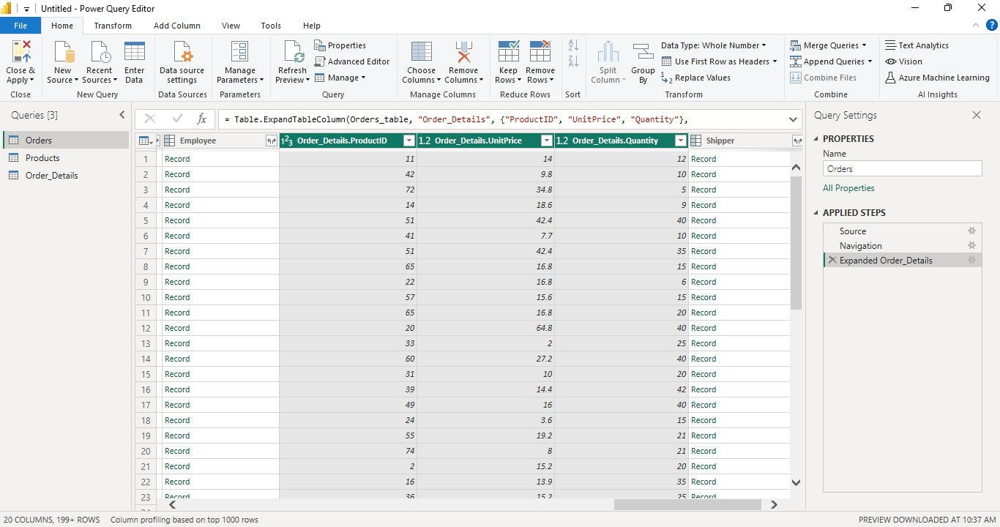 Untitled - Power Query Editor
File Home Transform Add Column View Tools Help
Close & Apply
Close
New Source
Recent Sources
Enter Data
New Query
Data source settings
Data Sources
Manage Parameters
Parameters
Refresh Preview
Properties
Advanced Editor
Manage
Query
Choose Columns
Remove Columns
Manage Columns
Keep Rows
Remove Rows
Reduce Rows
A
Z
Z
A
Sort
Split Column
Group By
Data Type: Whole Number
Use First Row as Headers
1
2 Replace Values
Transform
Merge Queries
Append Queries
Combine Files
Combine
Text Analytics
Vision
Azure Machine Learning
AI Insights
?
Queries [3]
Orders
Products
Order_Details
fx = Table.ExpandTableColumn(Orders_table, "Order_Details", {"ProductID", "UnitPrice", "Quantity"},
Employee 123 Order_Details.ProductID 1.2 Order_Details.UnitPrice 1.2 Order_Details.Quantity Shipper
1 Record 11 14 12 Record
2 Record 42 9.8 10 Record
3 Record 72 34.8 5 Record
4 Record 14 18.6 9 Record
5 Record 51 42.4 40 Record
6 Record 41 7.7 10 Record
7 Record 51 42.4 35 Record
8 Record 65 16.8 15 Record
9 Record 22 16.8 6 Record
10 Record 57 15.6 15 Record
11 Record 65 16.8 20 Record
12 Record 20 64.8 40 Record
13 Record 33 2 25 Record
14 Record 60 27.2 40 Record
15 Record 31 10 20 Record
16 Record 39 14.4 42 Record
17 Record 49 16 40 Record
18 Record 24 3.6 15 Record
19 Record 55 19.2 21 Record
20 Record 74 8 21 Record
21 Record 2 15.2 20 Record
22 Record 16 13.9 35 Record
23 Record 36 15.2 25 Record
Query Settings
PROPERTIES
Name
Orders
All Properties
APPLIED STEPS
Source
Navigation
Expanded Order_Details
20 COLUMNS, 199+ ROWS Column profiling based on top 1000 rows
PREVIEW DOWNLOADED AT 10:37 AM